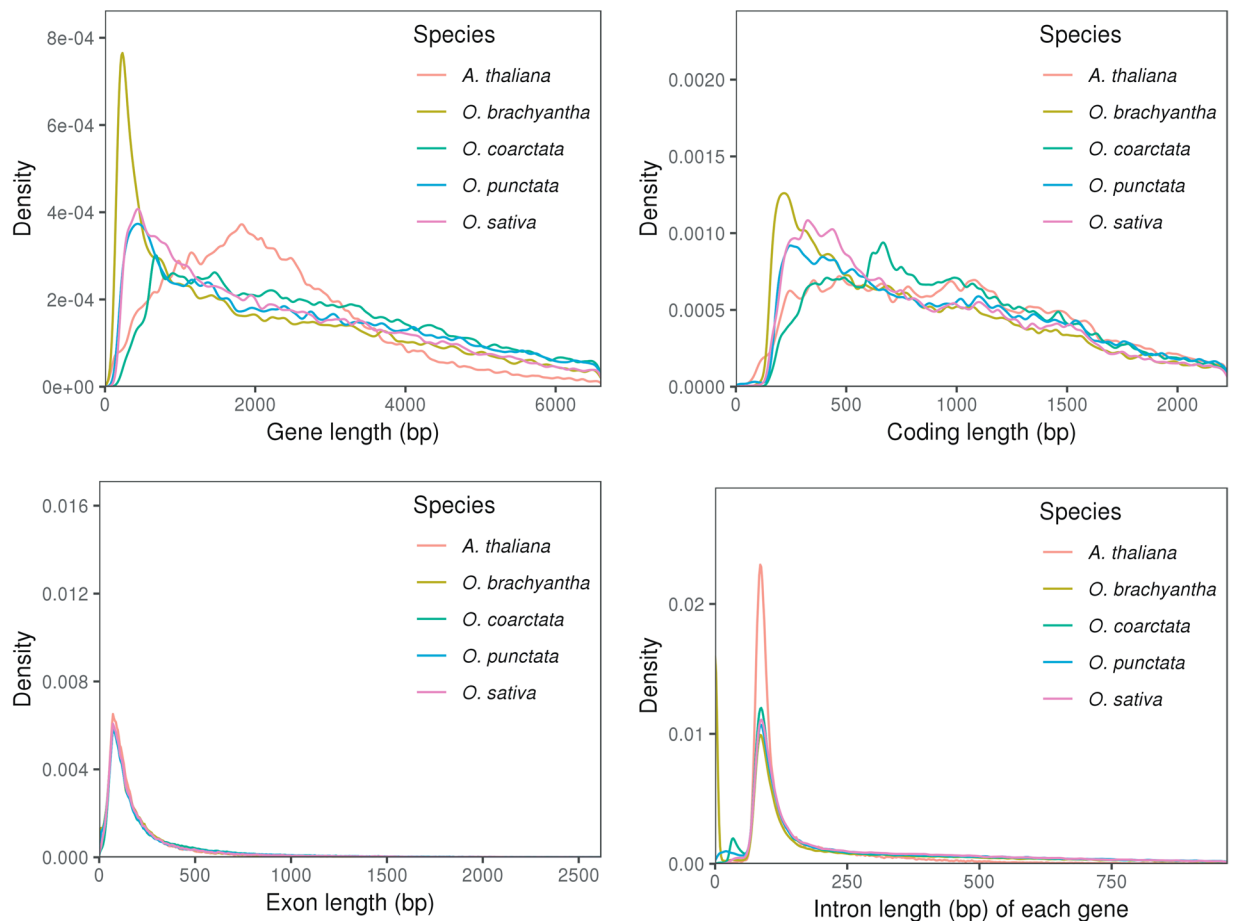 Species
A. thaliana
O. brachyantha
O. coarctata
O. punctata
O. sativa
8e-04
6e-04
4e-04
2e-04
0e+00
Density
0
2000
4000
6000
Gene length (bp)
Species
A. thaliana
O. brachyantha
O. coarctata
O. punctata
O. sativa
0.0020
0.0015
0.0010
0.0005
0.0000
Density
0
500
1000
1500
2000
Coding length (bp)
Species
A. thaliana
O. brachyantha
O. coarctata
O. punctata
O. sativa
0.016
0.012
0.008
0.004
0.000
Density
0
500
1000
1500
2000
2500
Exon length (bp)
Species
A. thaliana
O. brachyantha
O. coarctata
O. punctata
O. sativa
0.02
0.01
0.00
Density
0
250
500
750
Intron length (bp) of each gene